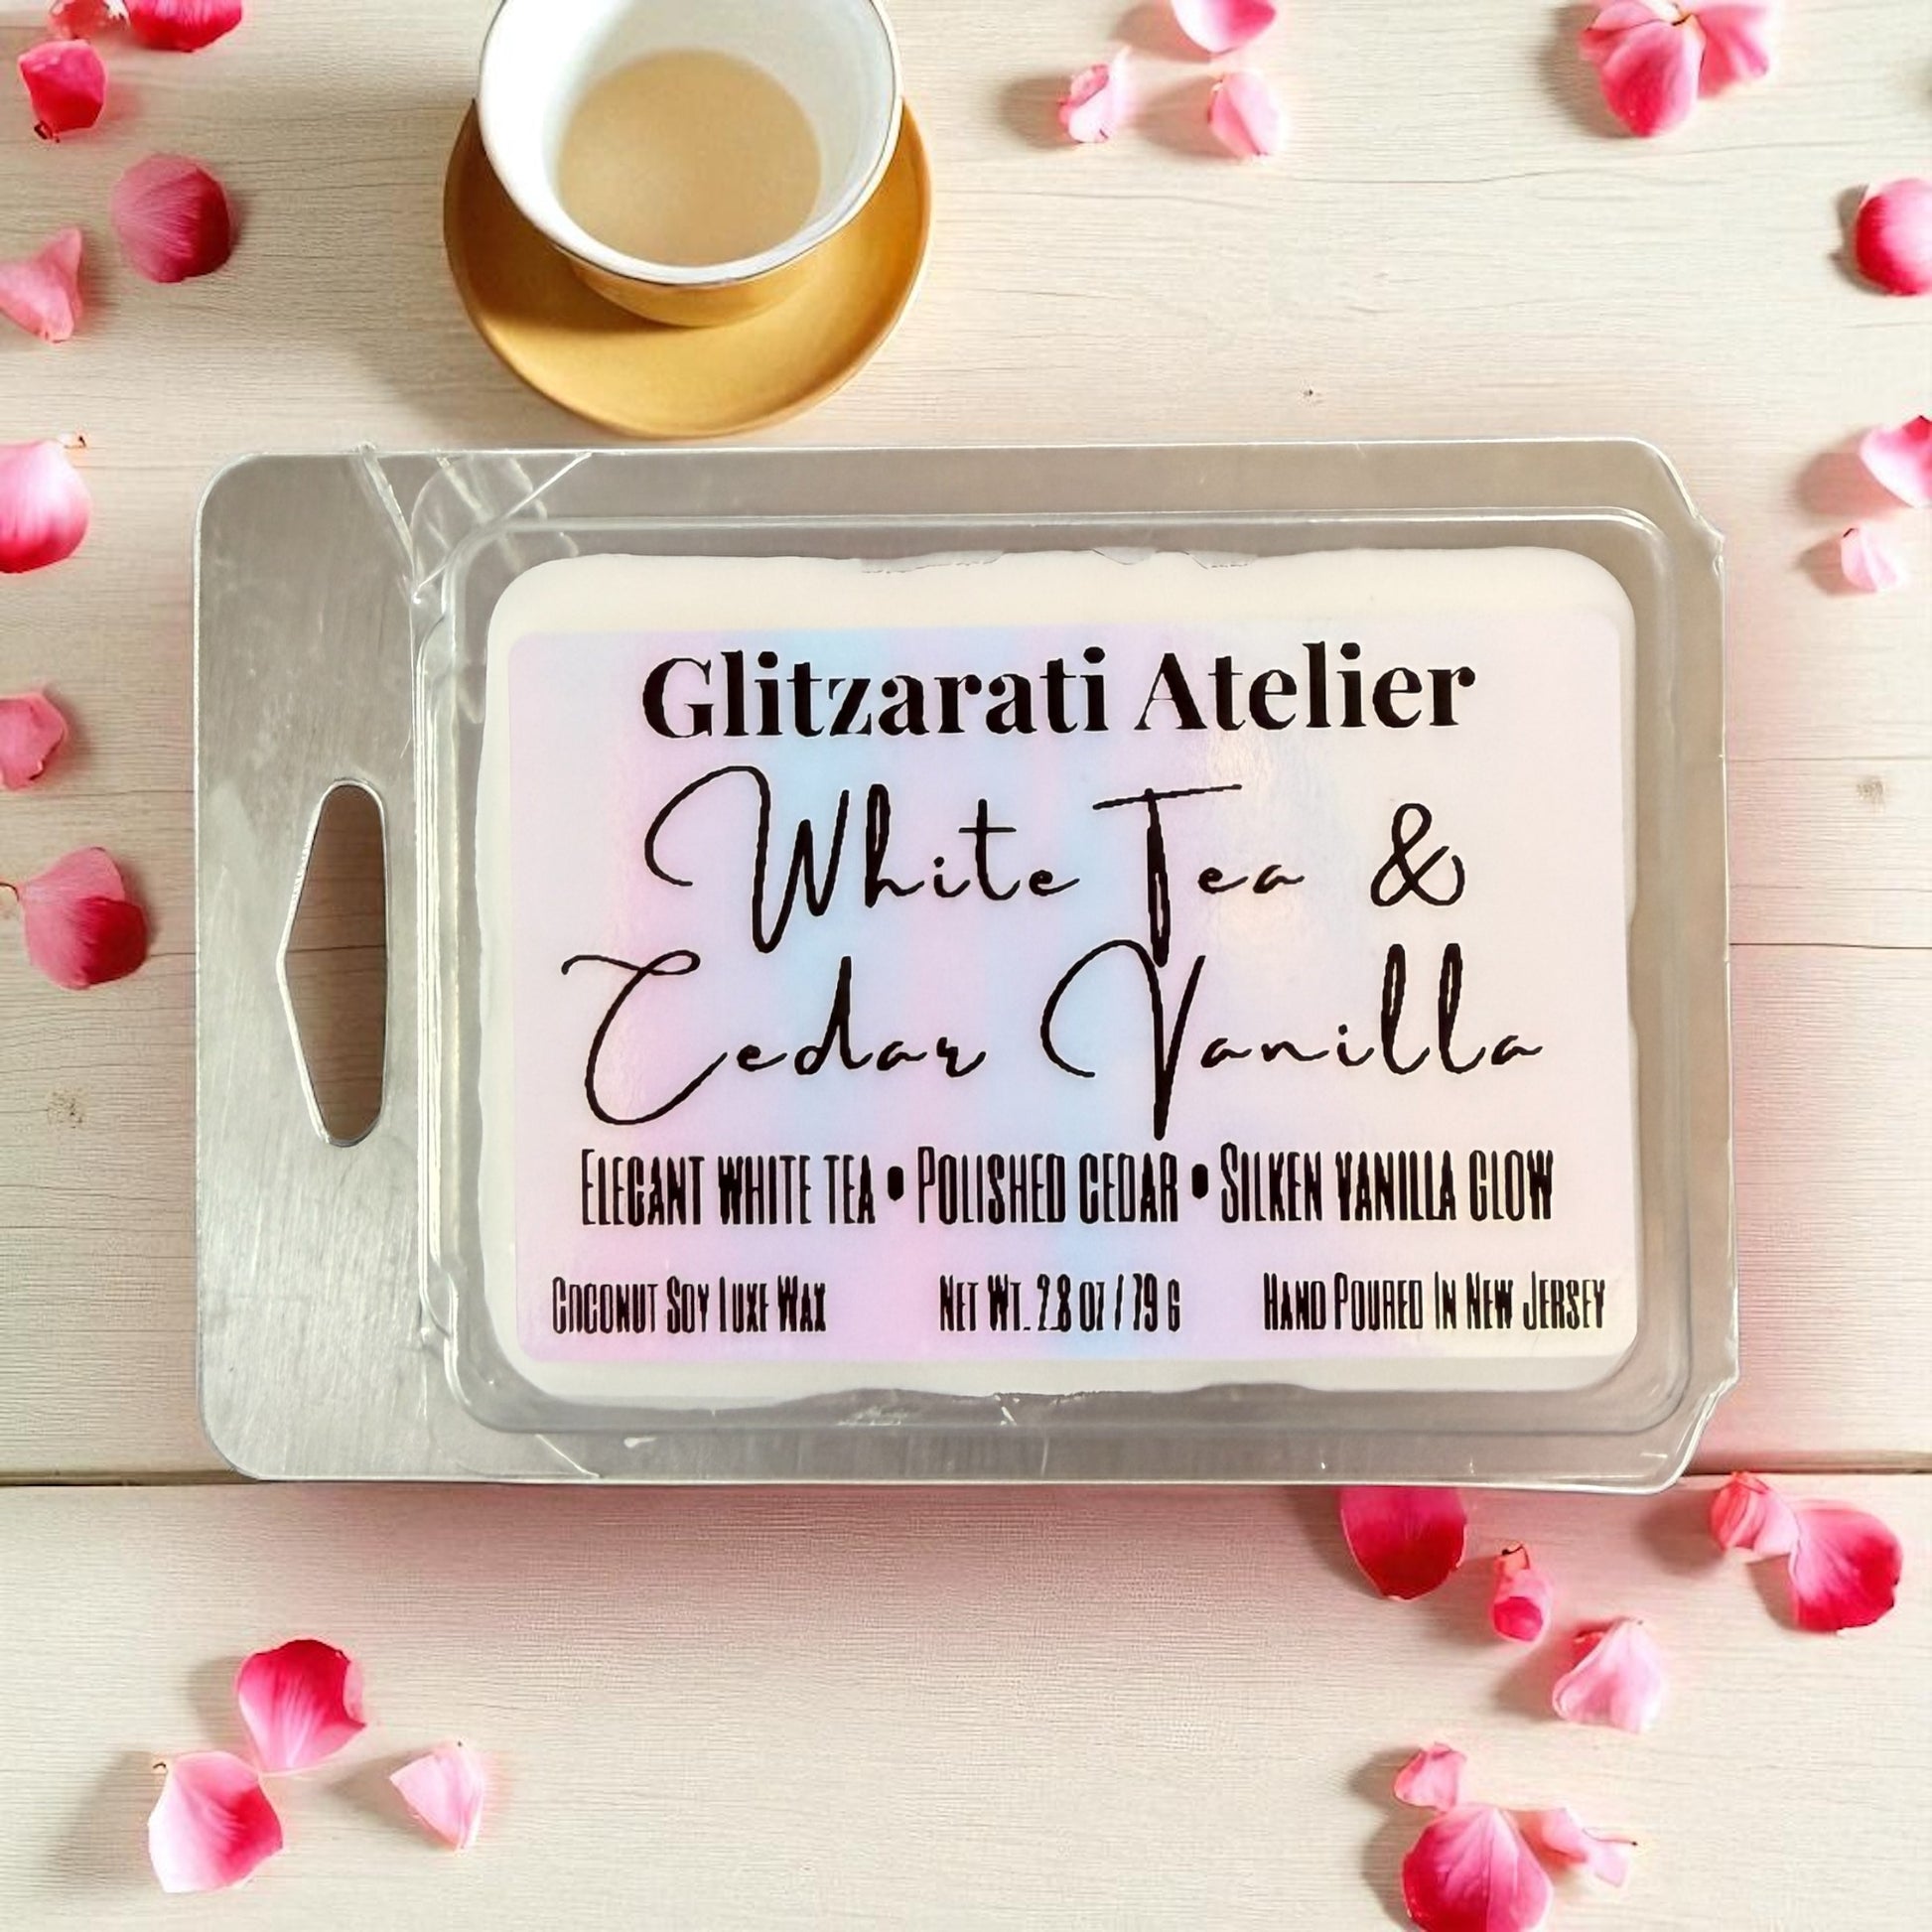 Glitzarati Atelier
White Tea &
Cedar Vanilla
Elegant white tea • Polished cedar • Silken vanilla glow
Coconut Soy Luxe Wax Net Wt. 2.8 oz / 79 g Hand Poured In New Jersey